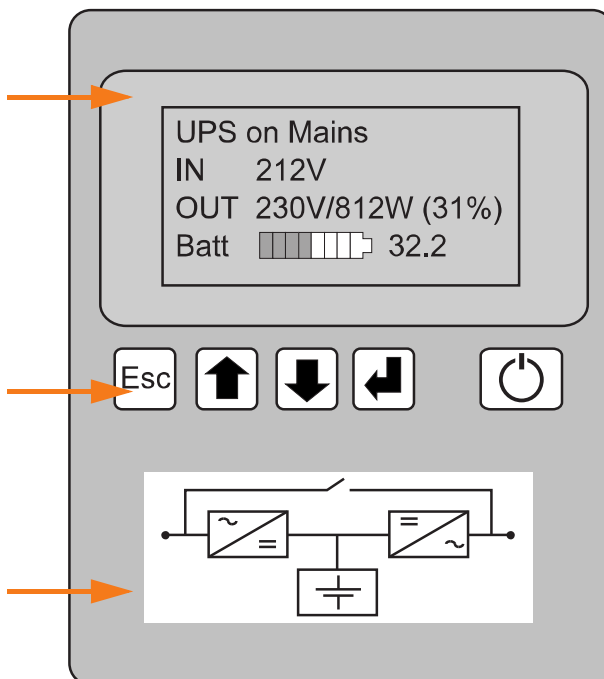 UPS on Mains
IN 212V
OUT 230V/812W (31%)
Batt 32.2
Esc